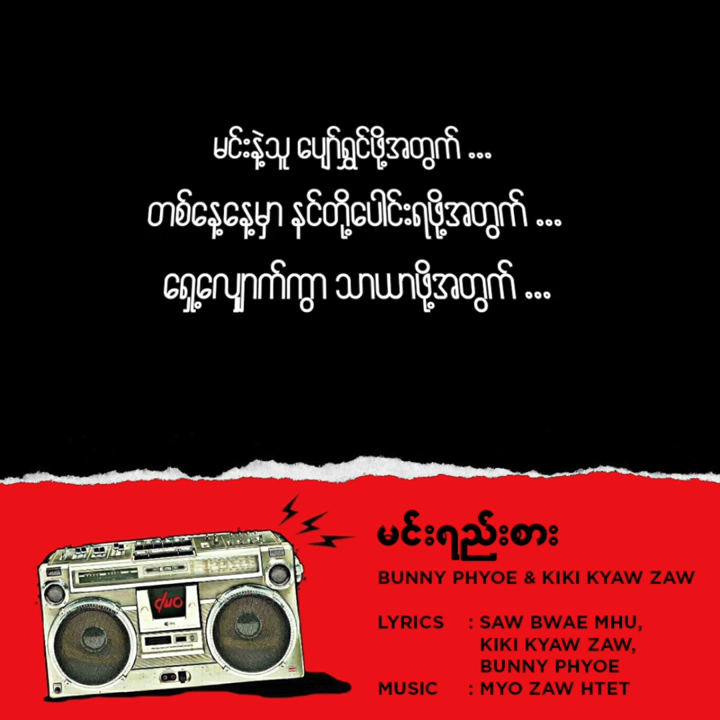 မင်းနဲ့သူ ပျော်ရွှင်ဖို့အတွက် ...
တစ်နေ့နေ့မှာ နင်တို့ပေါင်းရဖို့အတွက် ...
ရှေ့လျှောက်ကွာ သာယာဖို့အတွက် ...
မင်းရည်းစား
BUNNY PHYOE & KIKI KYAW ZAW
LYRICS : SAW BWAE MHU,
KIKI KYAW ZAW,
BUNNY PHYOE
MUSIC : MYO ZAW HTET
duo